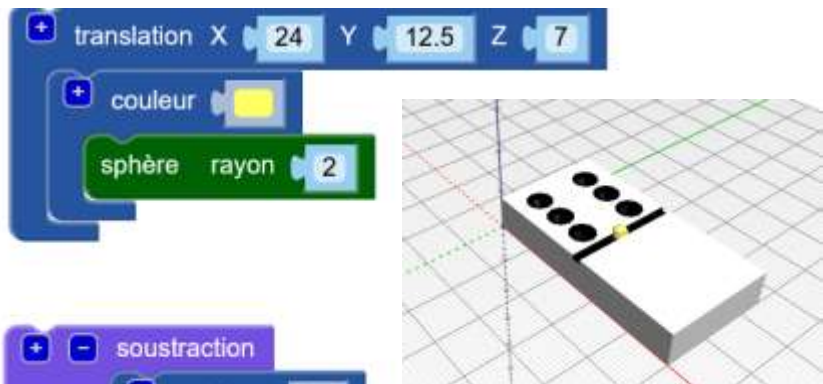 + translation X 24 Y 12.5 Z 7
+ couleur
sphère rayon 2
+ - soustraction